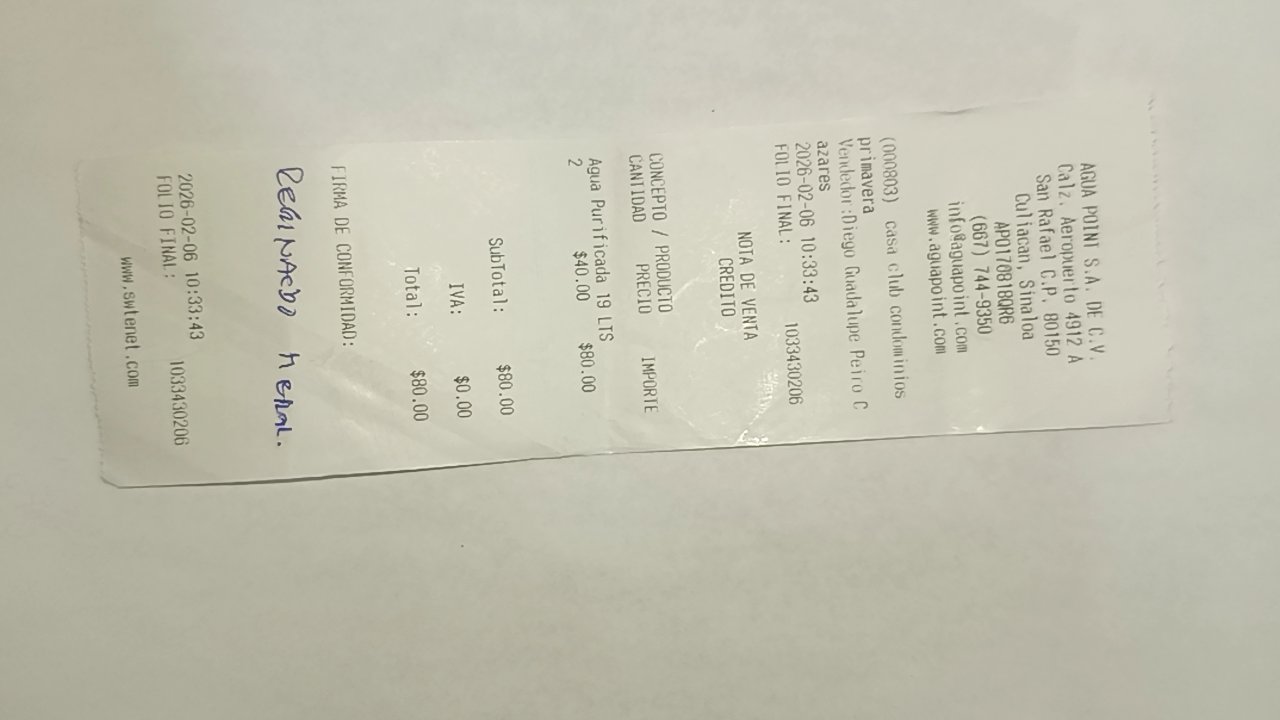 AGUA POINT S.A. DE C.V.
Calz. Aeropuerto 4912 A
San Rafael C.P. 80150
Culiacan, Sinaloa
APO170818QR6
(667) 744-9350
info@aguapoint.com
www.aguapoint.com
(000803) casa club condominios
primavera
Vendedor:Diego Guadalupe Peiro C
azares
2026-02-06 10:33:43
FOLIO FINAL: 1033430206
NOTA DE VENTA
CREDITO
CONCEPTO / PRODUCTO
CANTIDAD PRECIO IMPORTE
Agua Purificada 19 LTS
2 $40.00 $80.00
SubTotal: $80.00
IVA: $0.00
Total: $80.00
FIRMA DE CONFORMIDAD:
2026-02-06 10:33:43
FOLIO FINAL: 1033430206
www.swtenet.com